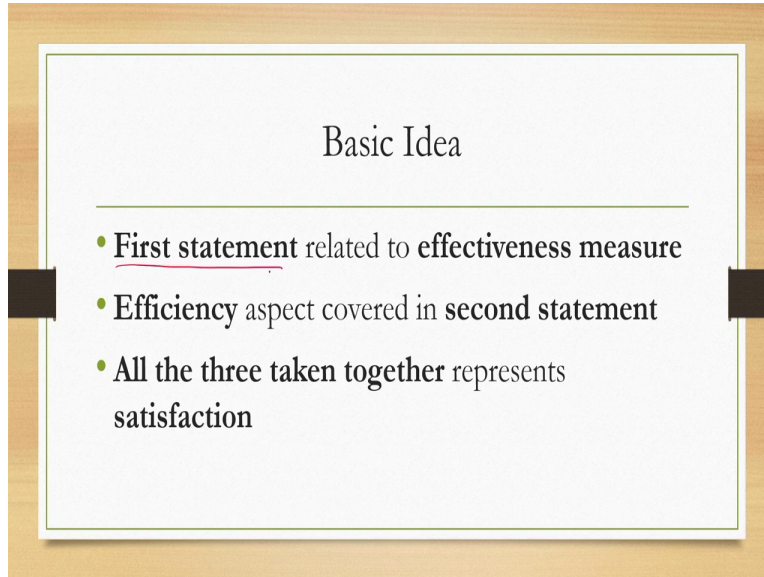 Basic Idea
• First statement related to effectiveness measure
• Efficiency aspect covered in second statement
• All the three taken together represents
satisfaction